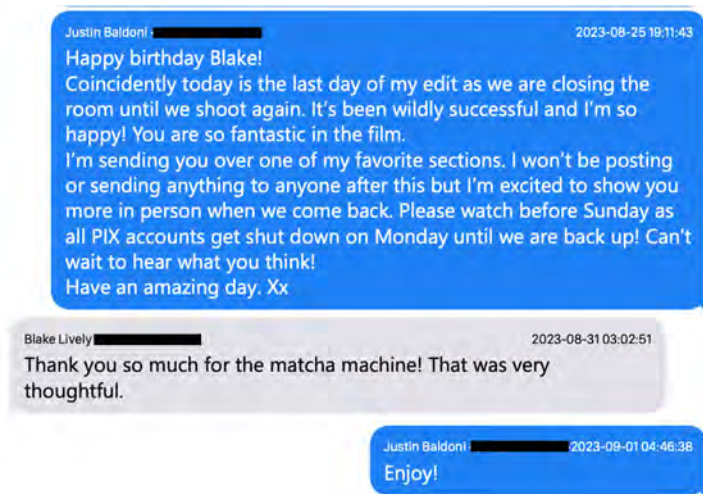 Justin Baldoni 2023-08-25 19:11:43
Happy birthday Blake!
Coincidently today is the last day of my edit as we are closing the
room until we shoot again. It's been wildly successful and I'm so
happy! You are so fantastic in the film.
I'm sending you over one of my favorite sections. I won't be posting
or sending anything to anyone after this but I'm excited to show you
more in person when we come back. Please watch before Sunday as
all PIX accounts get shut down on Monday until we are back up! Can't
wait to hear what you think!
Have an amazing day. Xx
Blake Lively 2023-08-31 03:02:51
Thank you so much for the matcha machine! That was very
thoughtful.
Justin Baldoni 2023-09-01 04:46:38
Enjoy!